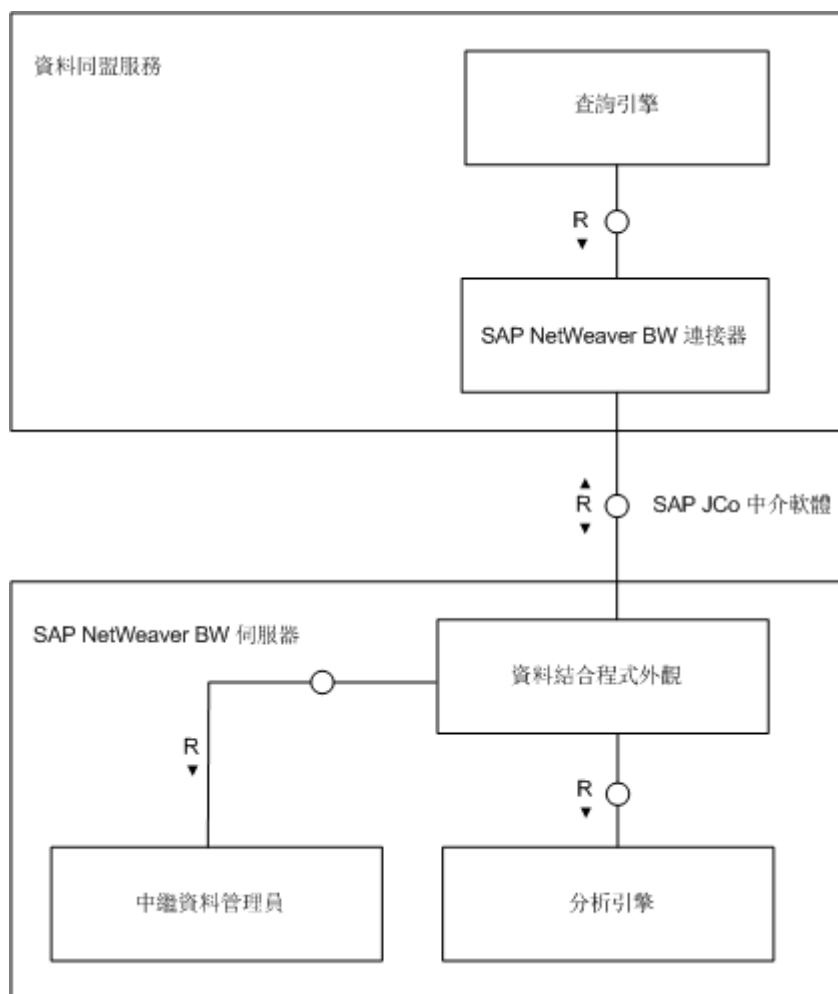 資料同盟服務
查詢引擎
R
SAP NetWeaver BW 連接器
R
SAP JCo 中介軟體
SAP NetWeaver BW 伺服器
資料結合程式外觀
R
R
中繼資料管理員
分析引擎